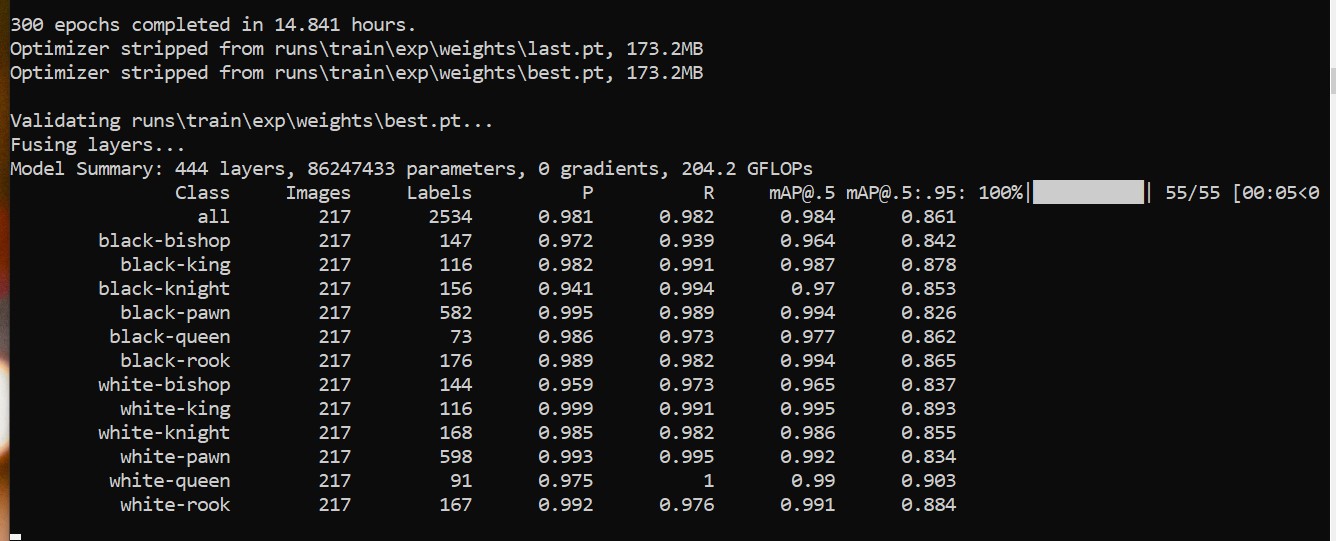 300 epochs completed in 14.841 hours.
Optimizer stripped from runs\train\exp\weights\last.pt, 173.2MB
Optimizer stripped from runs\train\exp\weights\best.pt, 173.2MB
Validating runs\train\exp\weights\best.pt...
Fusing layers...
Model Summary: 444 layers, 86247433 parameters, 0 gradients, 204.2 GFLOPs
Class Images Labels P R mAP@.5 mAP@.5:.95: 100%|██████████| 55/55 [00:05<0
all 217 2534 0.981 0.982 0.984 0.861
black-bishop 217 147 0.972 0.939 0.964 0.842
black-king 217 116 0.982 0.991 0.987 0.878
black-knight 217 156 0.941 0.994 0.97 0.853
black-pawn 217 582 0.995 0.989 0.994 0.826
black-queen 217 73 0.986 0.973 0.977 0.862
black-rook 217 176 0.989 0.982 0.994 0.865
white-bishop 217 144 0.959 0.973 0.965 0.837
white-king 217 116 0.999 0.991 0.995 0.893
white-knight 217 168 0.985 0.982 0.986 0.855
white-pawn 217 598 0.993 0.995 0.992 0.834
white-queen 217 91 0.975 1 0.99 0.903
white-rook 217 167 0.992 0.976 0.991 0.884